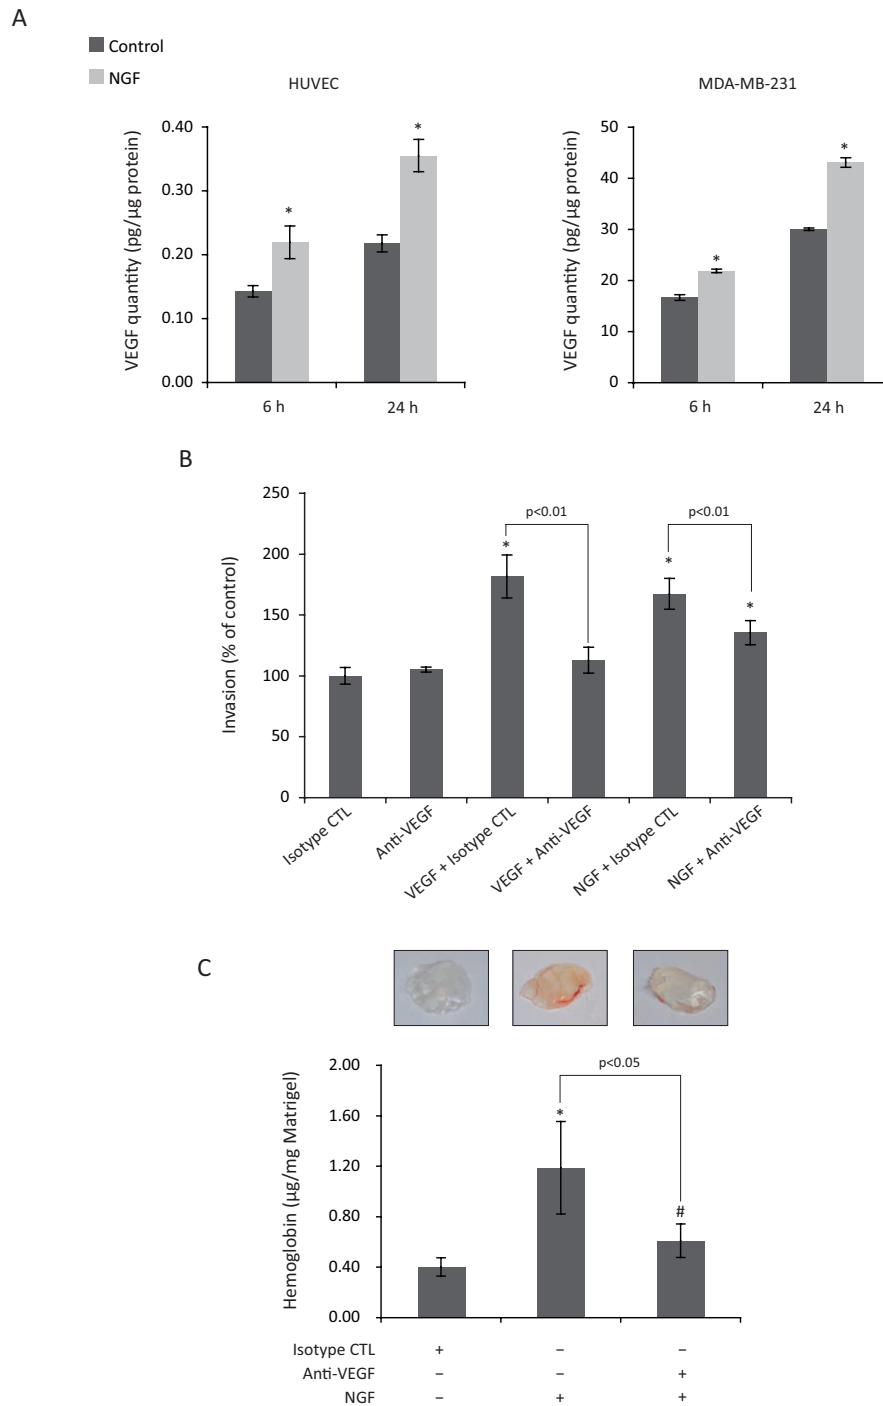 A
Control
NGF
HUVEC
VEGF quantity (pg/µg protein)
0.40
0.30
0.20
0.10
0.00
*
*
6 h
24 h
MDA-MB-231
VEGF quantity (pg/µg protein)
50
40
30
20
10
0
*
*
6 h
24 h
B
Invasion (% of control)
250
200
150
100
50
0
p<0.01
p<0.01
*
*
*
Isotype CTL
Anti-VEGF
VEGF + Isotype CTL
VEGF + Anti-VEGF
NGF + Isotype CTL
NGF + Anti-VEGF
C
Hemoglobin (µg/mg Matrigel)
2.00
1.60
1.20
0.80
0.40
0.00
p<0.05
*
#
Isotype CTL + – –
Anti-VEGF – – +
NGF – + +